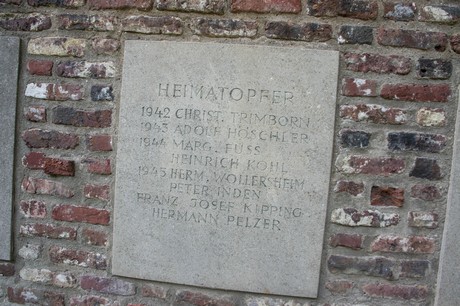 HEIMATOPFER
1942 CHRIST. TRIMBORN
1943 ADOLF HÖSCHLER
1944 MARG. FUSS
HEINRICH KOHL
1945 HERM. WOLLERSHEIM
PETER INDEN
FRANZ JOSEF KIPPING
HERMANN PELZER